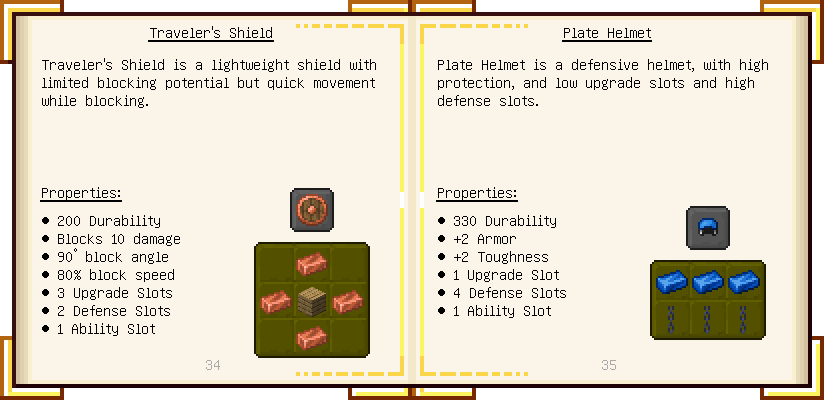 Traveler's Shield
Traveler's Shield is a lightweight shield with
limited blocking potential but quick movement
while blocking.
Properties:
● 200 Durability
● Blocks 10 damage
● 90° block angle
● 80% block speed
● 3 Upgrade Slots
● 2 Defense Slots
● 1 Ability Slot
34
Plate Helmet
Plate Helmet is a defensive helmet, with high
protection, and low upgrade slots and high
defense slots.
Properties:
● 330 Durability
● +2 Armor
● +2 Toughness
● 1 Upgrade Slot
● 4 Defense Slots
● 1 Ability Slot
35